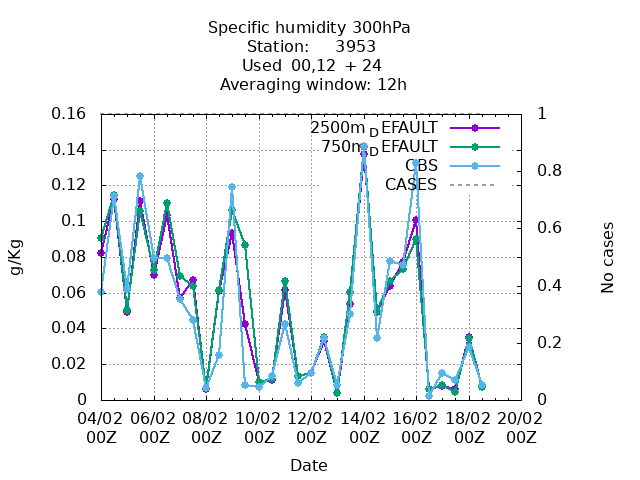 Specific humidity 300hPa
Station: 3953
Used 00,12 + 24
Averaging window: 12h
0.16 1
2500m DEFAULT
0.14 750m DEFAULT
OBS 0.8
0.12 CASES
0.1
0.6
0.08
0.4
0.06
0.04
0.2
0.02
0 0
g/Kg
No cases
04/02 06/02 08/02 10/02 12/02 14/02 16/02 18/02 20/02
00Z 00Z 00Z 00Z 00Z 00Z 00Z 00Z 00Z
Date